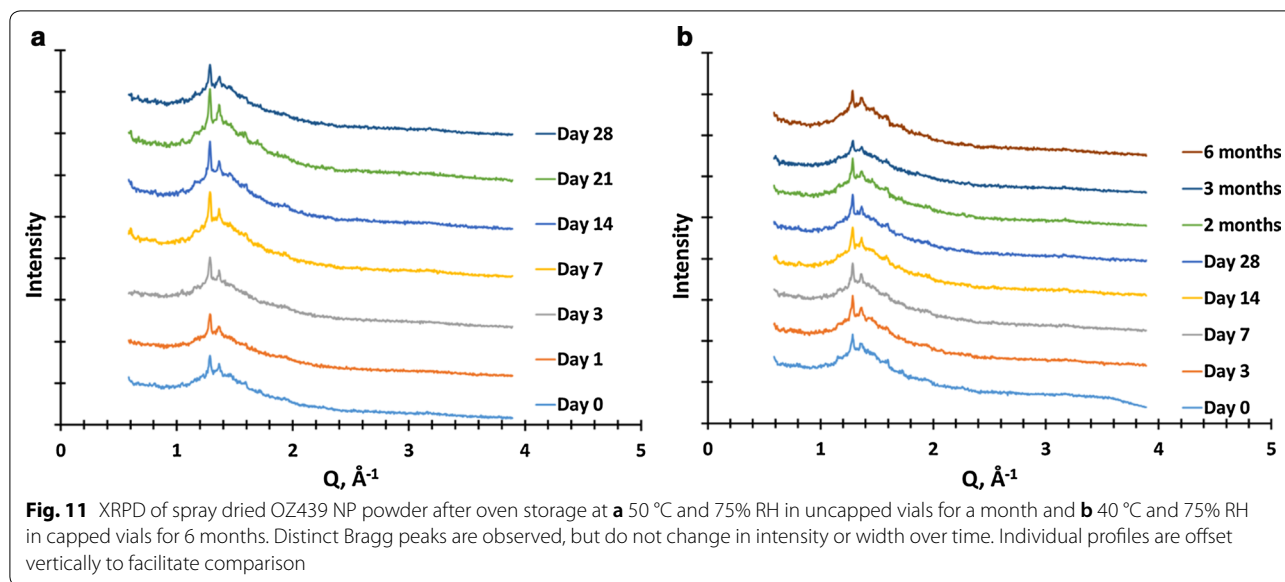 a
Intensity
Day 28
Day 21
Day 14
Day 7
Day 3
Day 1
Day 0
0 1 2 3 4 5
Q, Å-1
b
Intensity
6 months
3 months
2 months
Day 28
Day 14
Day 7
Day 3
Day 0
0 1 2 3 4 5
Q, Å-1
Fig. 11 XRPD of spray dried OZ439 NP powder after oven storage at a 50 °C and 75% RH in uncapped vials for a month and b 40 °C and 75% RH
in capped vials for 6 months. Distinct Bragg peaks are observed, but do not change in intensity or width over time. Individual profiles are offset
vertically to facilitate comparison